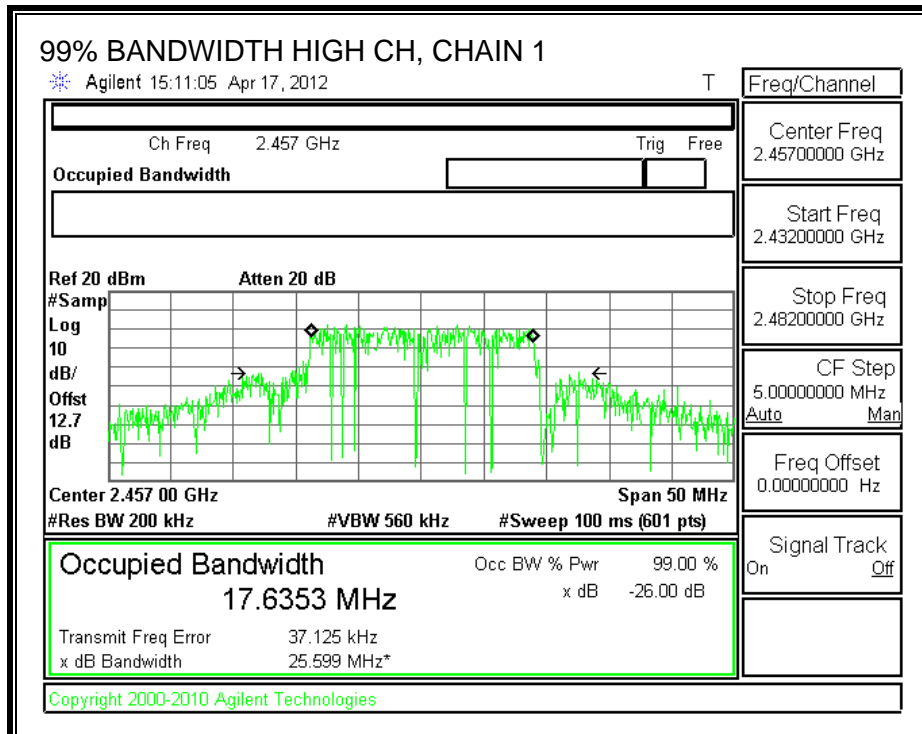 99% BANDWIDTH HIGH CH, CHAIN 1
Agilent 15:11:05 Apr 17, 2012 T
Freq/Channel
Ch Freq 2.457 GHz Trig Free
Occupied Bandwidth
Center Freq
2.45700000 GHz
Start Freq
2.43200000 GHz
Stop Freq
2.48200000 GHz
CF Step
5.00000000 MHz
Auto Man
Freq Offset
0.00000000 Hz
Signal Track
On Off
Ref 20 dBm Atten 20 dB
#Samp
Log
10
dB/
Offst
12.7
dB
Center 2.457 00 GHz Span 50 MHz
#Res BW 200 kHz #VBW 560 kHz #Sweep 100 ms (601 pts)
Occupied Bandwidth Occ BW % Pwr 99.00 %
17.6353 MHz x dB -26.00 dB
Transmit Freq Error 37.125 kHz
x dB Bandwidth 25.599 MHz*
Copyright 2000-2010 Agilent Technologies